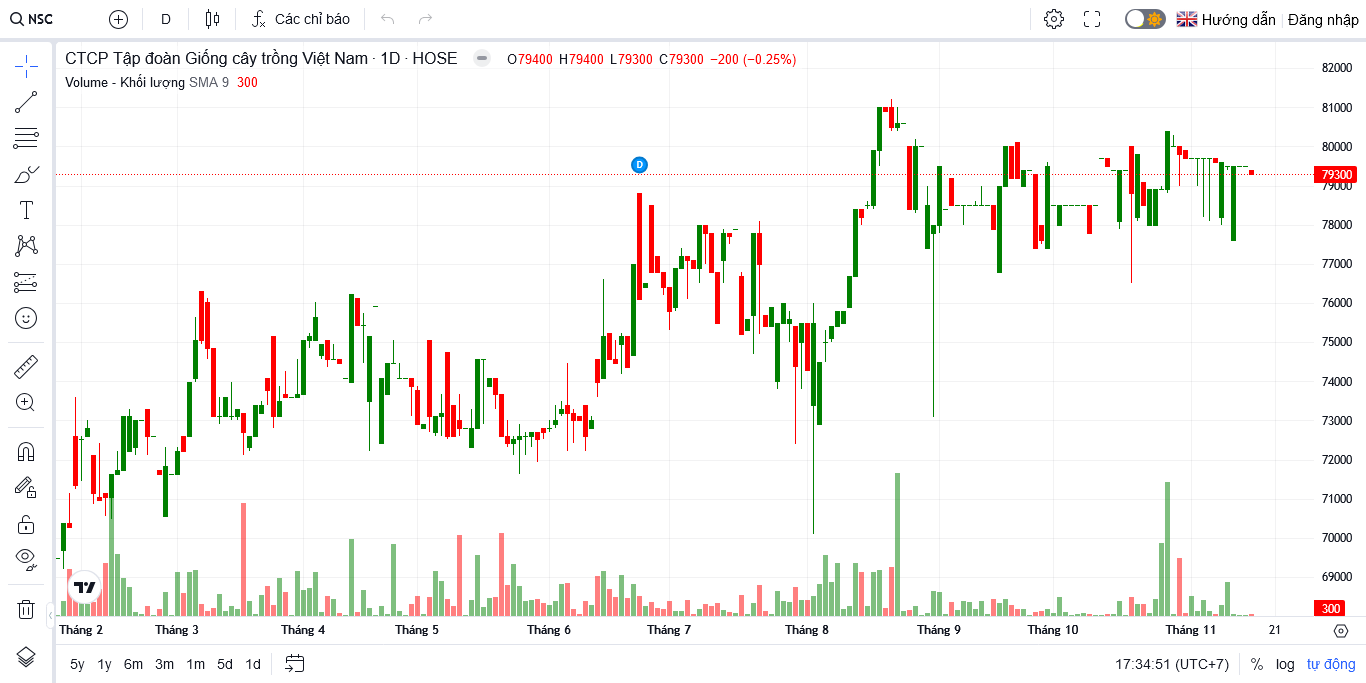 NSC D Các chỉ báo Hướng dẫn Đăng nhập
CTCP Tập đoàn Giống cây trồng Việt Nam · 1D · HOSE O79400 H79400 L79300 C79300 −200 (−0.25%)
Volume - Khối lượng SMA 9 300
82000
81000
80000
79300
79000
78000
77000
76000
75000
74000
73000
72000
71000
70000
69000
300
D
Tháng 2 Tháng 3 Tháng 4 Tháng 5 Tháng 6 Tháng 7 Tháng 8 Tháng 9 Tháng 10 Tháng 11 21
5y 1y 6m 3m 1m 5d 1d 17:34:51 (UTC+7) % log tự động